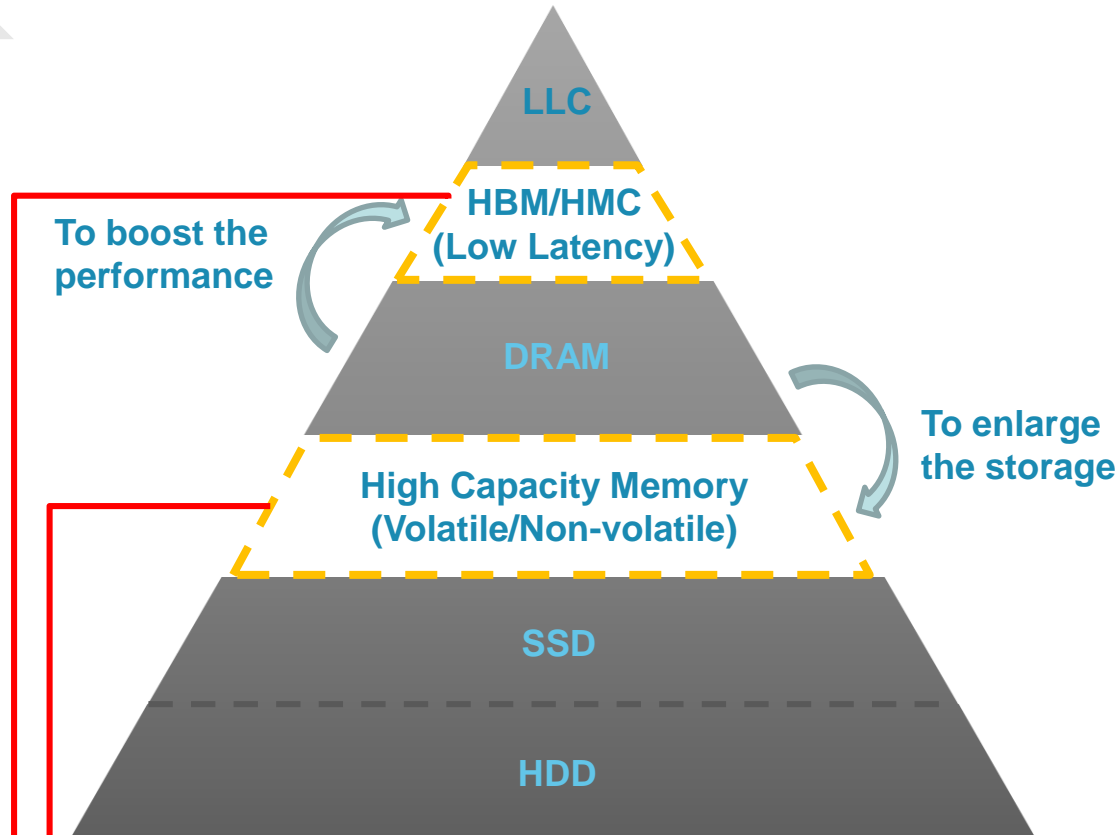 LLC
HBM/HMC
(Low Latency)
To boost the
performance
DRAM
To enlarge
the storage
High Capacity Memory
(Volatile/Non-volatile)
SSD
HDD